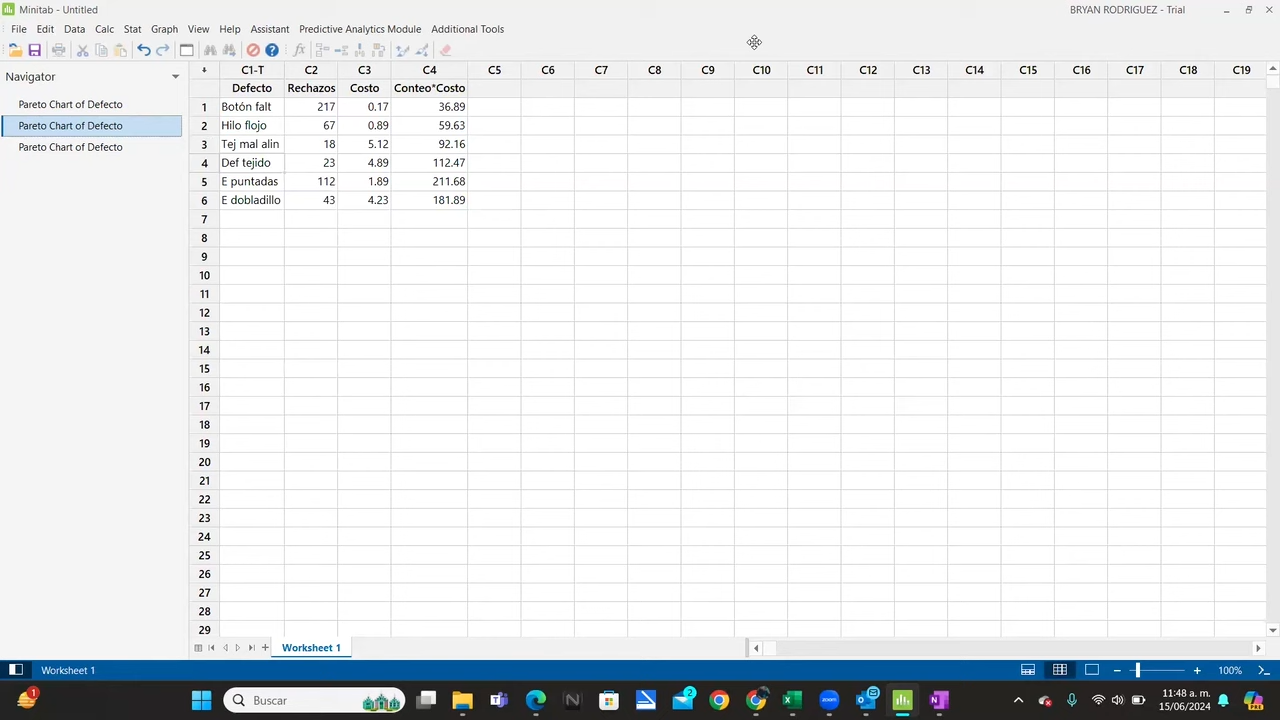 Minitab - Untitled
BRYAN RODRIGUEZ - Trial
File Edit Data Calc Stat Graph View Help Assistant Predictive Analytics Module Additional Tools
Navigator
Pareto Chart of Defecto
Pareto Chart of Defecto
Pareto Chart of Defecto
C1-T C2 C3 C4 C5 C6 C7 C8 C9 C10 C11 C12 C13 C14 C15 C16 C17 C18 C19
Defecto Rechazos Costo Conteo*Costo
1 Botón falt 217 0.17 36.89
2 Hilo flojo 67 0.89 59.63
3 Tej mal alin 18 5.12 92.16
4 Def tejido 23 4.89 112.47
5 E puntadas 112 1.89 211.68
6 E dobladillo 43 4.23 181.89
7
8
9
10
11
12
13
14
15
16
17
18
19
20
21
22
23
24
25
26
27
28
29
Worksheet 1
Worksheet 1
100%
1
Buscar
2
11:48 a. m.
15/06/2024